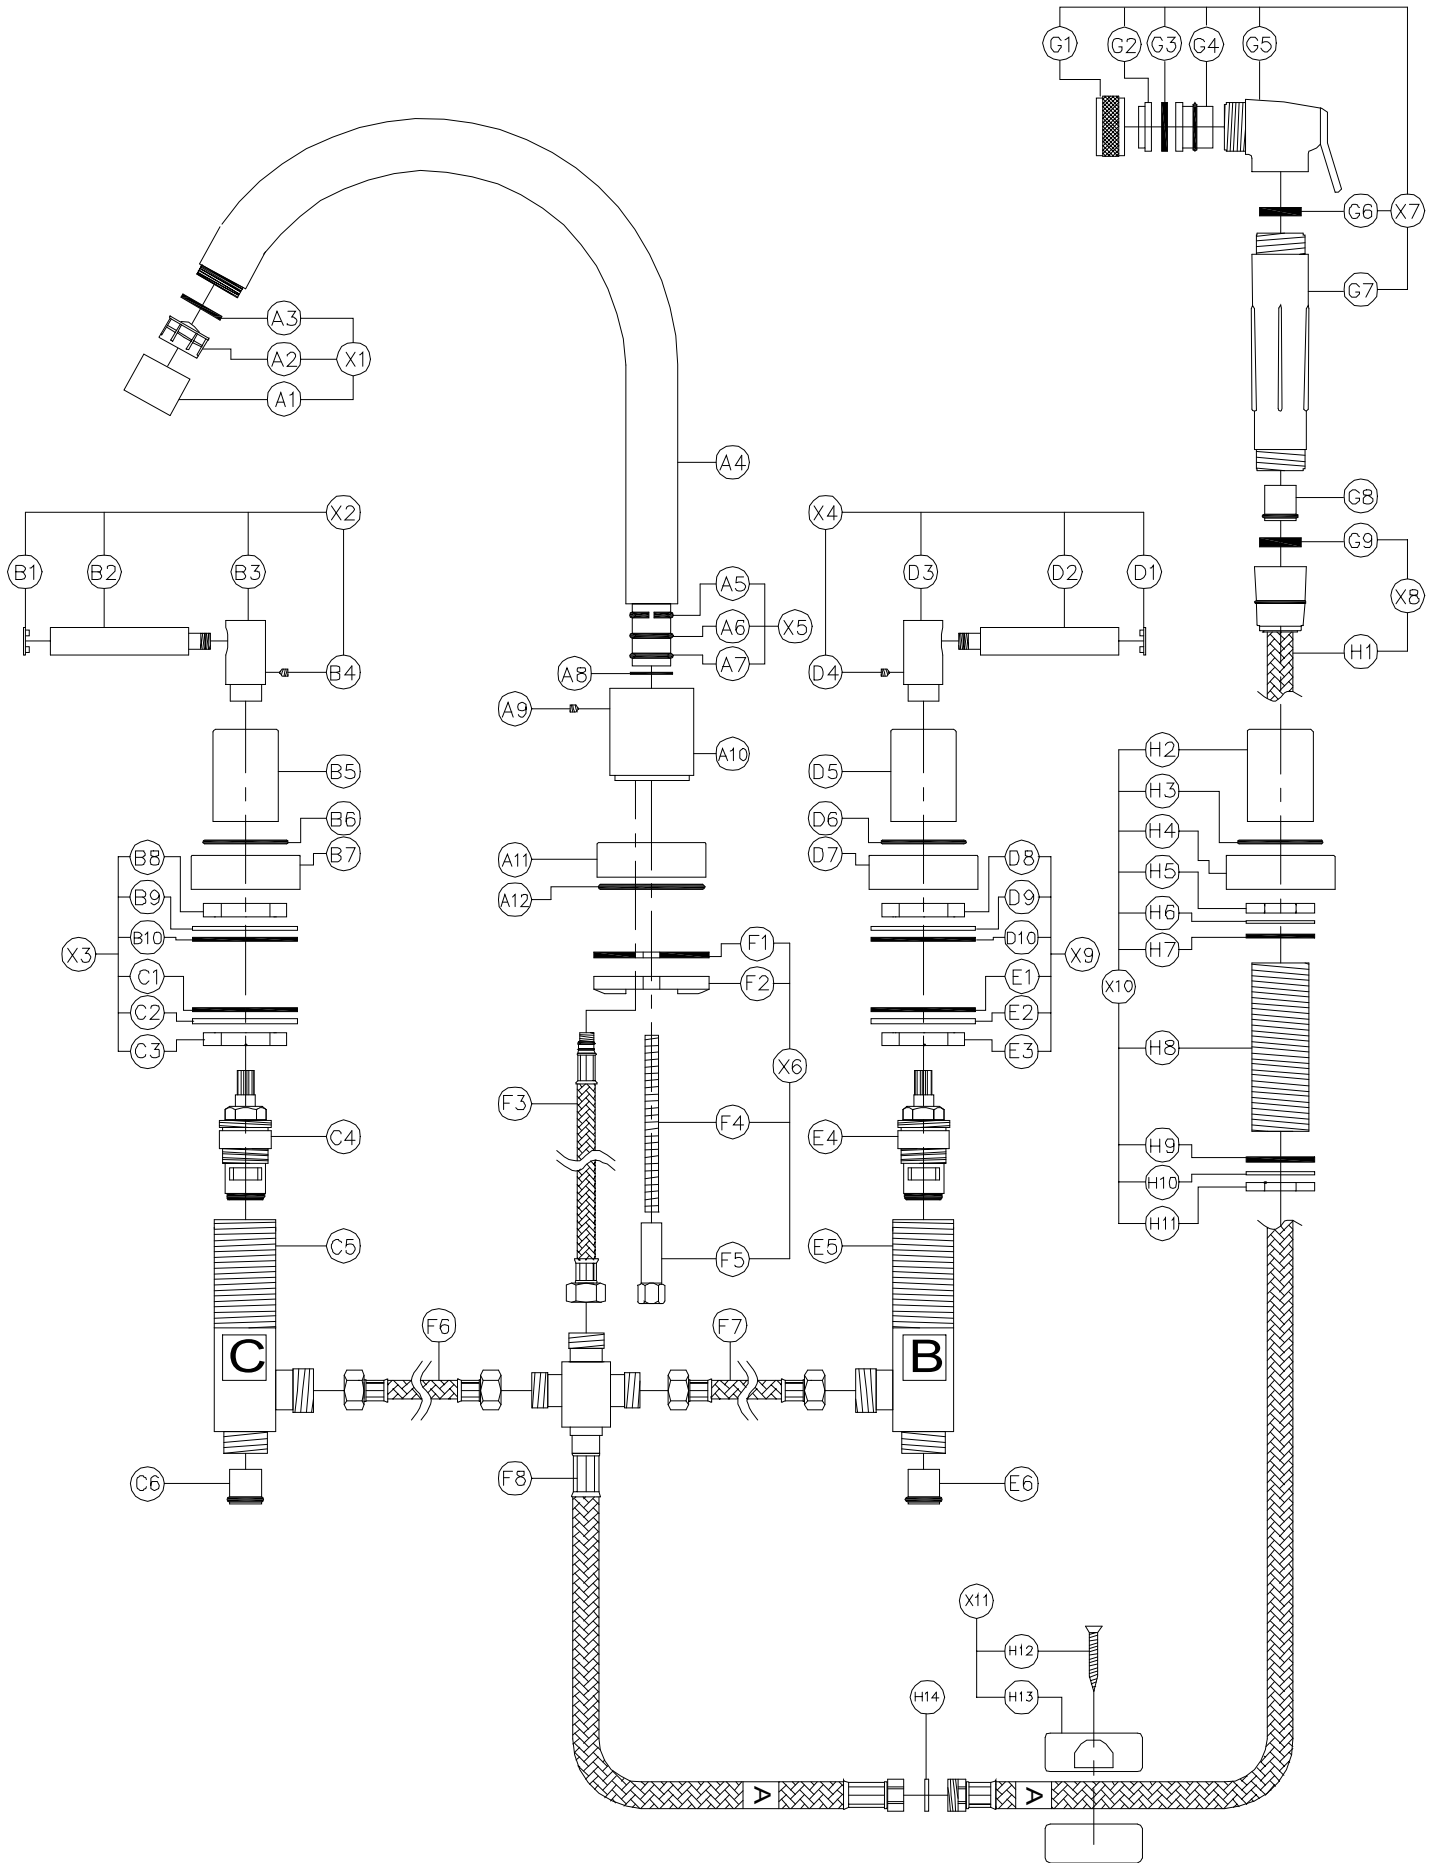 G1 G2 G3 G4 G5
G6 X7
G7
A3
A2 X1
A1
A4
G8
X2 X4
G9
B1 B2 B3 D3 D2 D1
A5
X8
A6 X5
H1
A7
A8
B4 D4
A9
H2
A10
B5 D5
H3
B6 D6
H4
B8 B7 A11 D7 D8
H5
B9 A12 D9
H6
B10 F1 D10
H7
X3 X9
C1 F2 E1
X10
C2 E2
C3 E3
H8
X6
F3
F4
C4 E4
H9
H10
H11
C5 F5 E5
F6 F7
C B
C6 F8 E6
X11
H12
H14 H13
A A